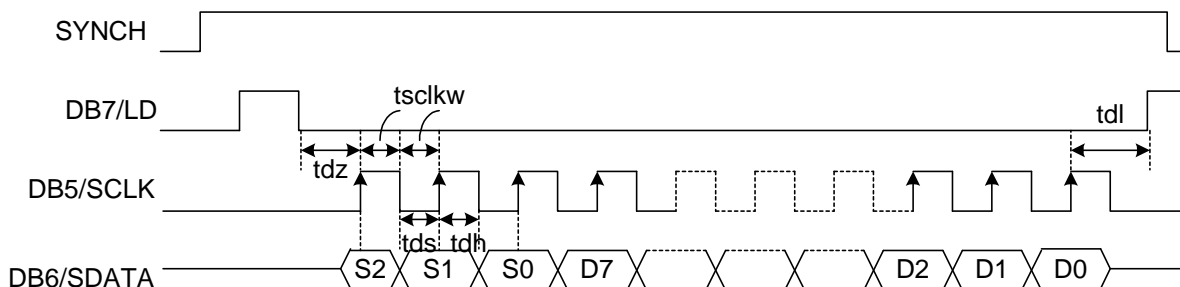 SYNCH
DB7/LD
tsclkw
tdl
tdz
DB5/SCLK
tds tdh
DB6/SDATA S2 S1 S0 D7 D2 D1 D0